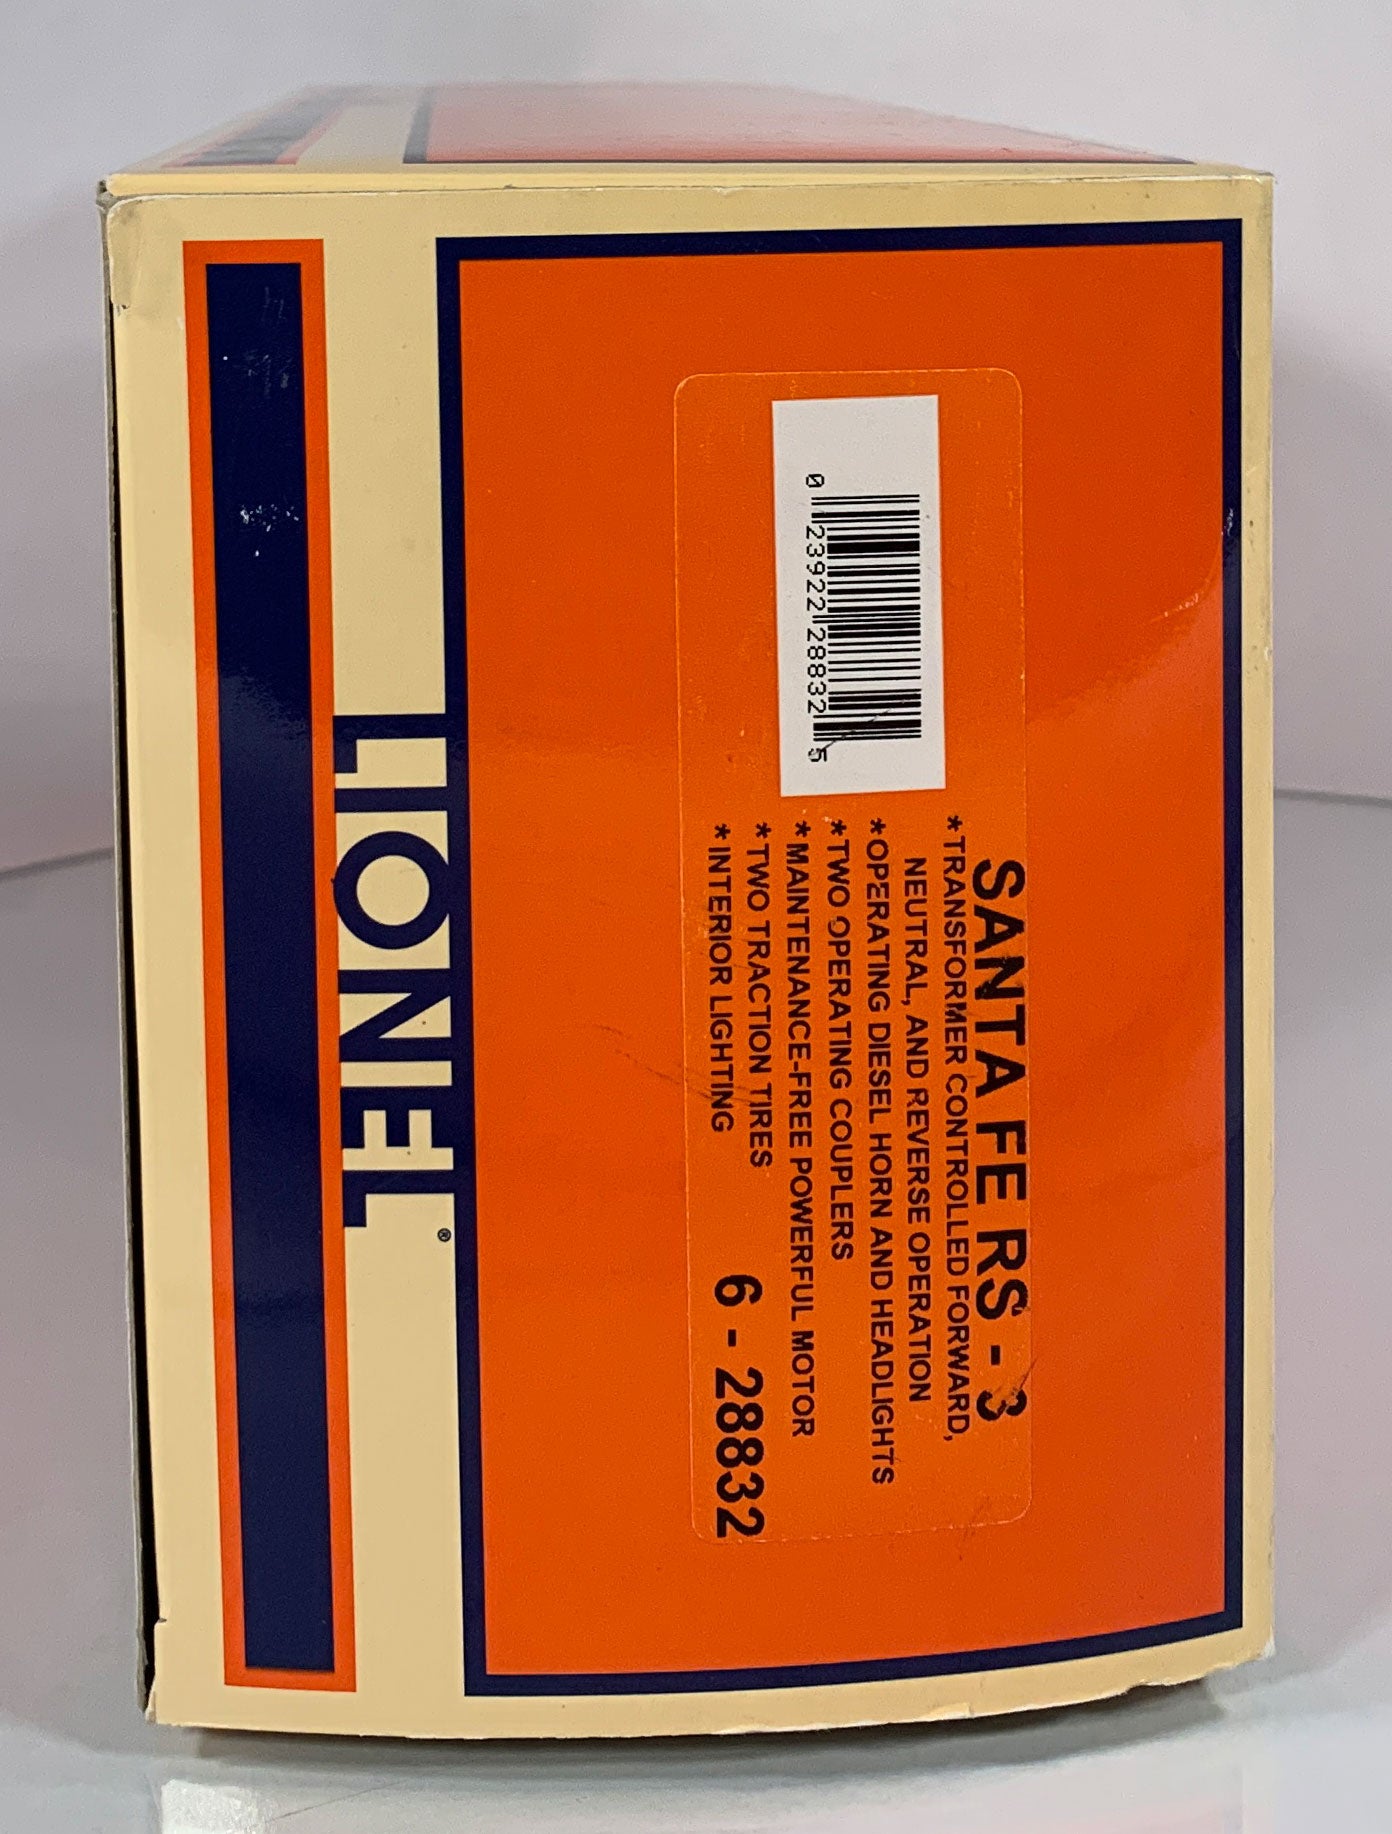 SANTA FE RS - 3
*TRANSFORMER CONTROLLED FORWARD,
NEUTRAL, AND REVERSE OPERATION
*OPERATING DIESEL HORN AND HEADLIGHTS
*TWO OPERATING COUPLERS
*MAINTENANCE-FREE POWERFUL MOTOR
*TWO TRACTION TIRES
*INTERIOR LIGHTING
6 - 28832
0 23922 28832 5
LIONEL®